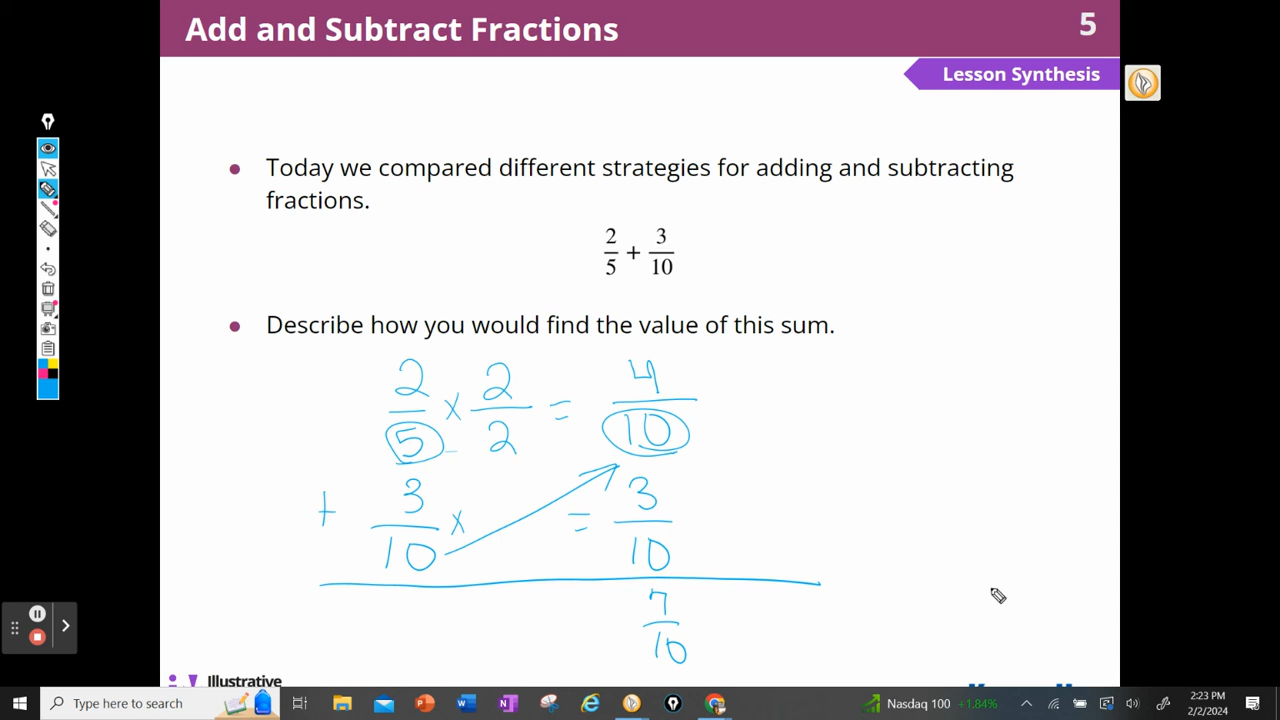 Add and Subtract Fractions
5
Lesson Synthesis
Today we compared different strategies for adding and subtracting
fractions.
2/5 + 3/10
Describe how you would find the value of this sum.
2/5 x 2/2 = 4/10
+ 3/10 x = 3/10
7/10
Illustrative
Type here to search
Nasdaq 100 +1.84%
2:23 PM
2/2/2024